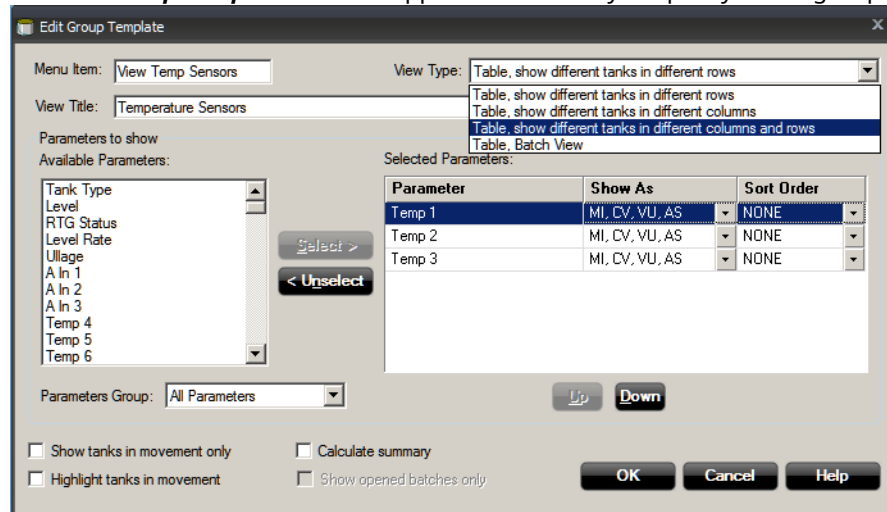 Edit Group Template
x
Menu Item: View Temp Sensors View Type: Table, show different tanks in different rows
Table, show different tanks in different rows
Table, show different tanks in different columns
Table, show different tanks in different columns and rows
Table, Batch View
View Title: Temperature Sensors
Parameters to show
Available Parameters:
Tank Type
Level
RTG Status
Level Rate
Ullage
A In 1
A In 2
A In 3
Temp 4
Temp 5
Temp 6
Select >
< Unselect
Selected Parameters:
Parameter Show As Sort Order
Temp 1 MI, CV, VU, AS NONE
Temp 2 MI, CV, VU, AS NONE
Temp 3 MI, CV, VU, AS NONE
Parameters Group: All Parameters
Up Down
Show tanks in movement only Calculate summary
Highlight tanks in movement Show opened batches only
OK Cancel Help